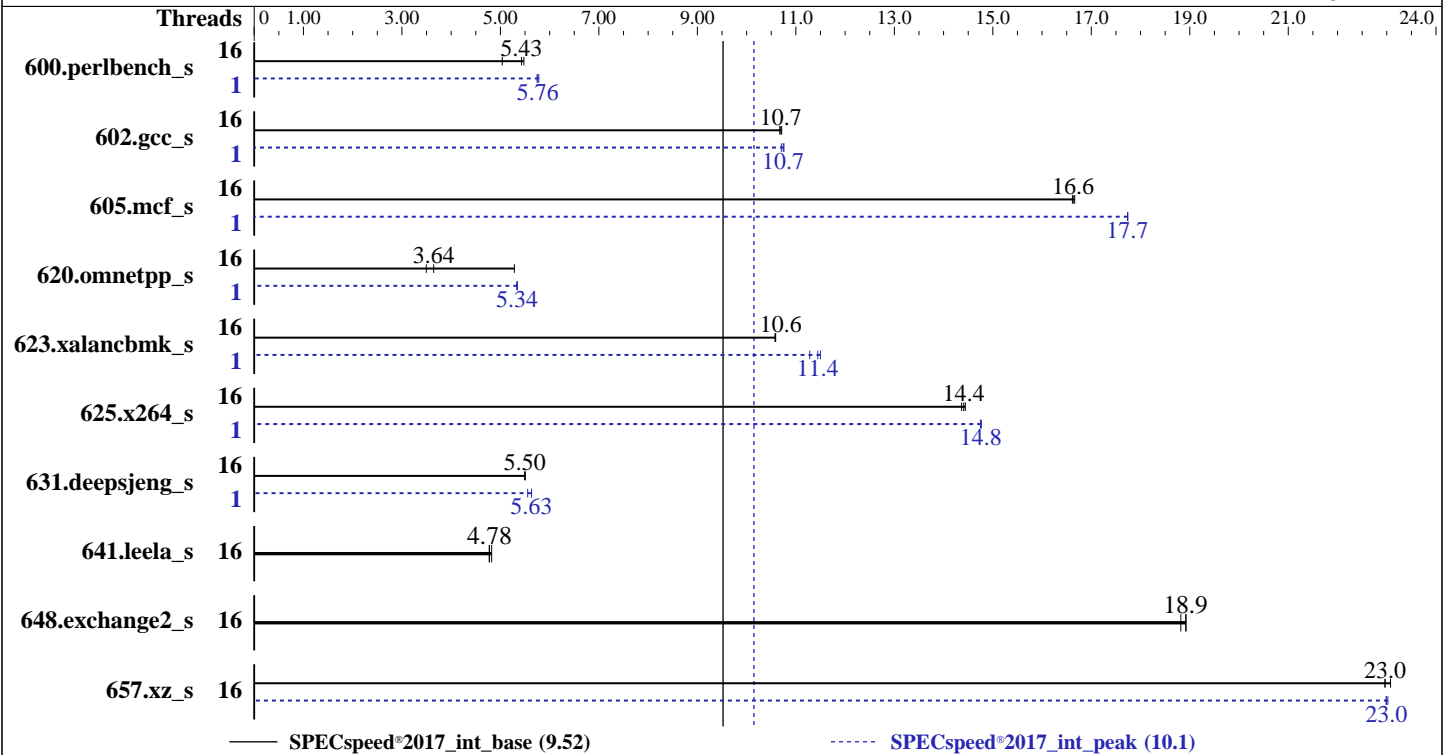 Threads 0 1.00 3.00 5.00 7.00 9.00 11.0 13.0 15.0 17.0 19.0 21.0 24.0
600.perlbench_s 16 5.43
1 5.76
602.gcc_s 16 10.7
1 10.7
605.mcf_s 16 16.6
1 17.7
620.omnetpp_s 16 3.64
1 5.34
623.xalancbmk_s 16 10.6
1 11.4
625.x264_s 16 14.4
1 14.8
631.deepsjeng_s 16 5.50
1 5.63
641.leela_s 16 4.78
648.exchange2_s 16 18.9
657.xz_s 16 23.0
23.0
SPECspeed®2017_int_base (9.52) SPECspeed®2017_int_peak (10.1)